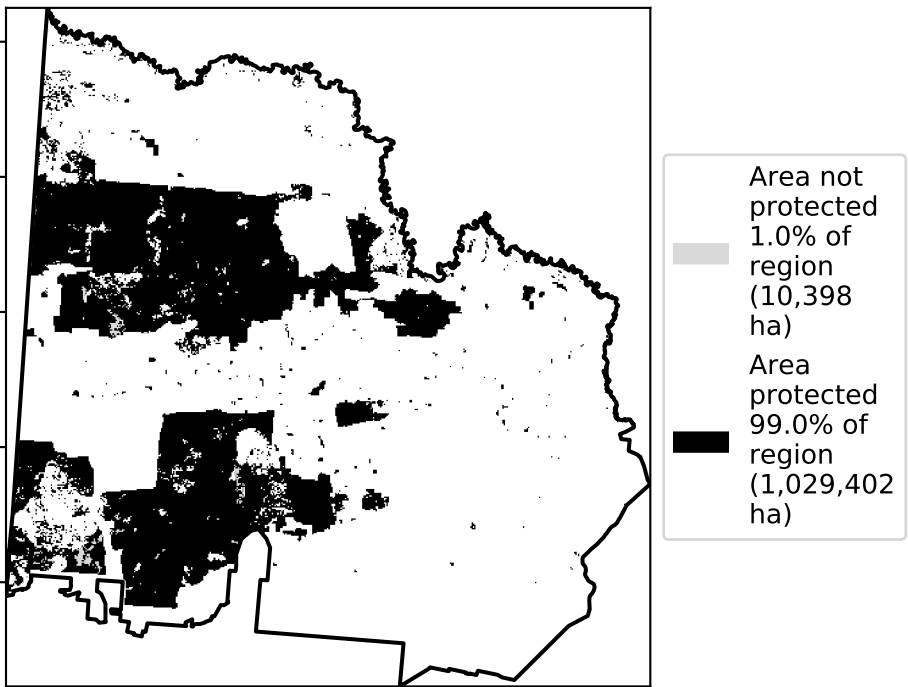 Area not
protected
1.0% of
region
(10,398
ha)
Area
protected
99.0% of
region
(1,029,402
ha)